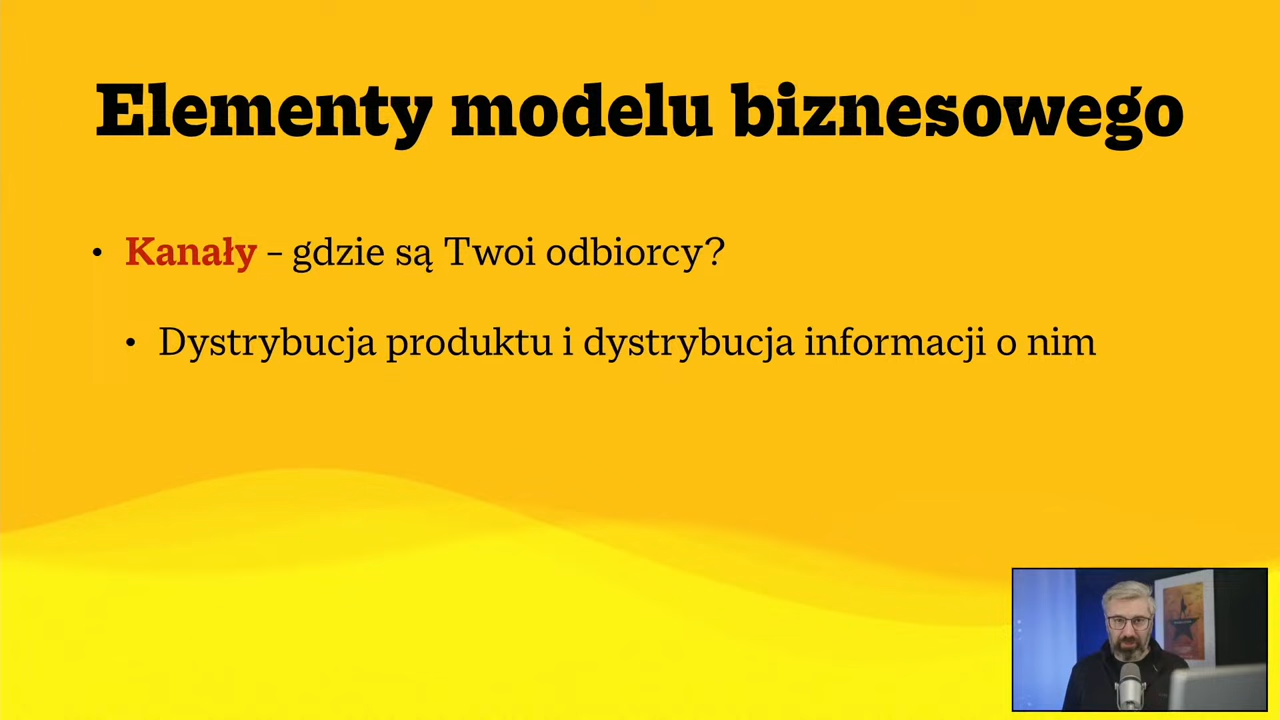 Elementy modelu biznesowego
• Kanały – gdzie są Twoi odbiorcy?
• Dystrybucja produktu i dystrybucja informacji o nim